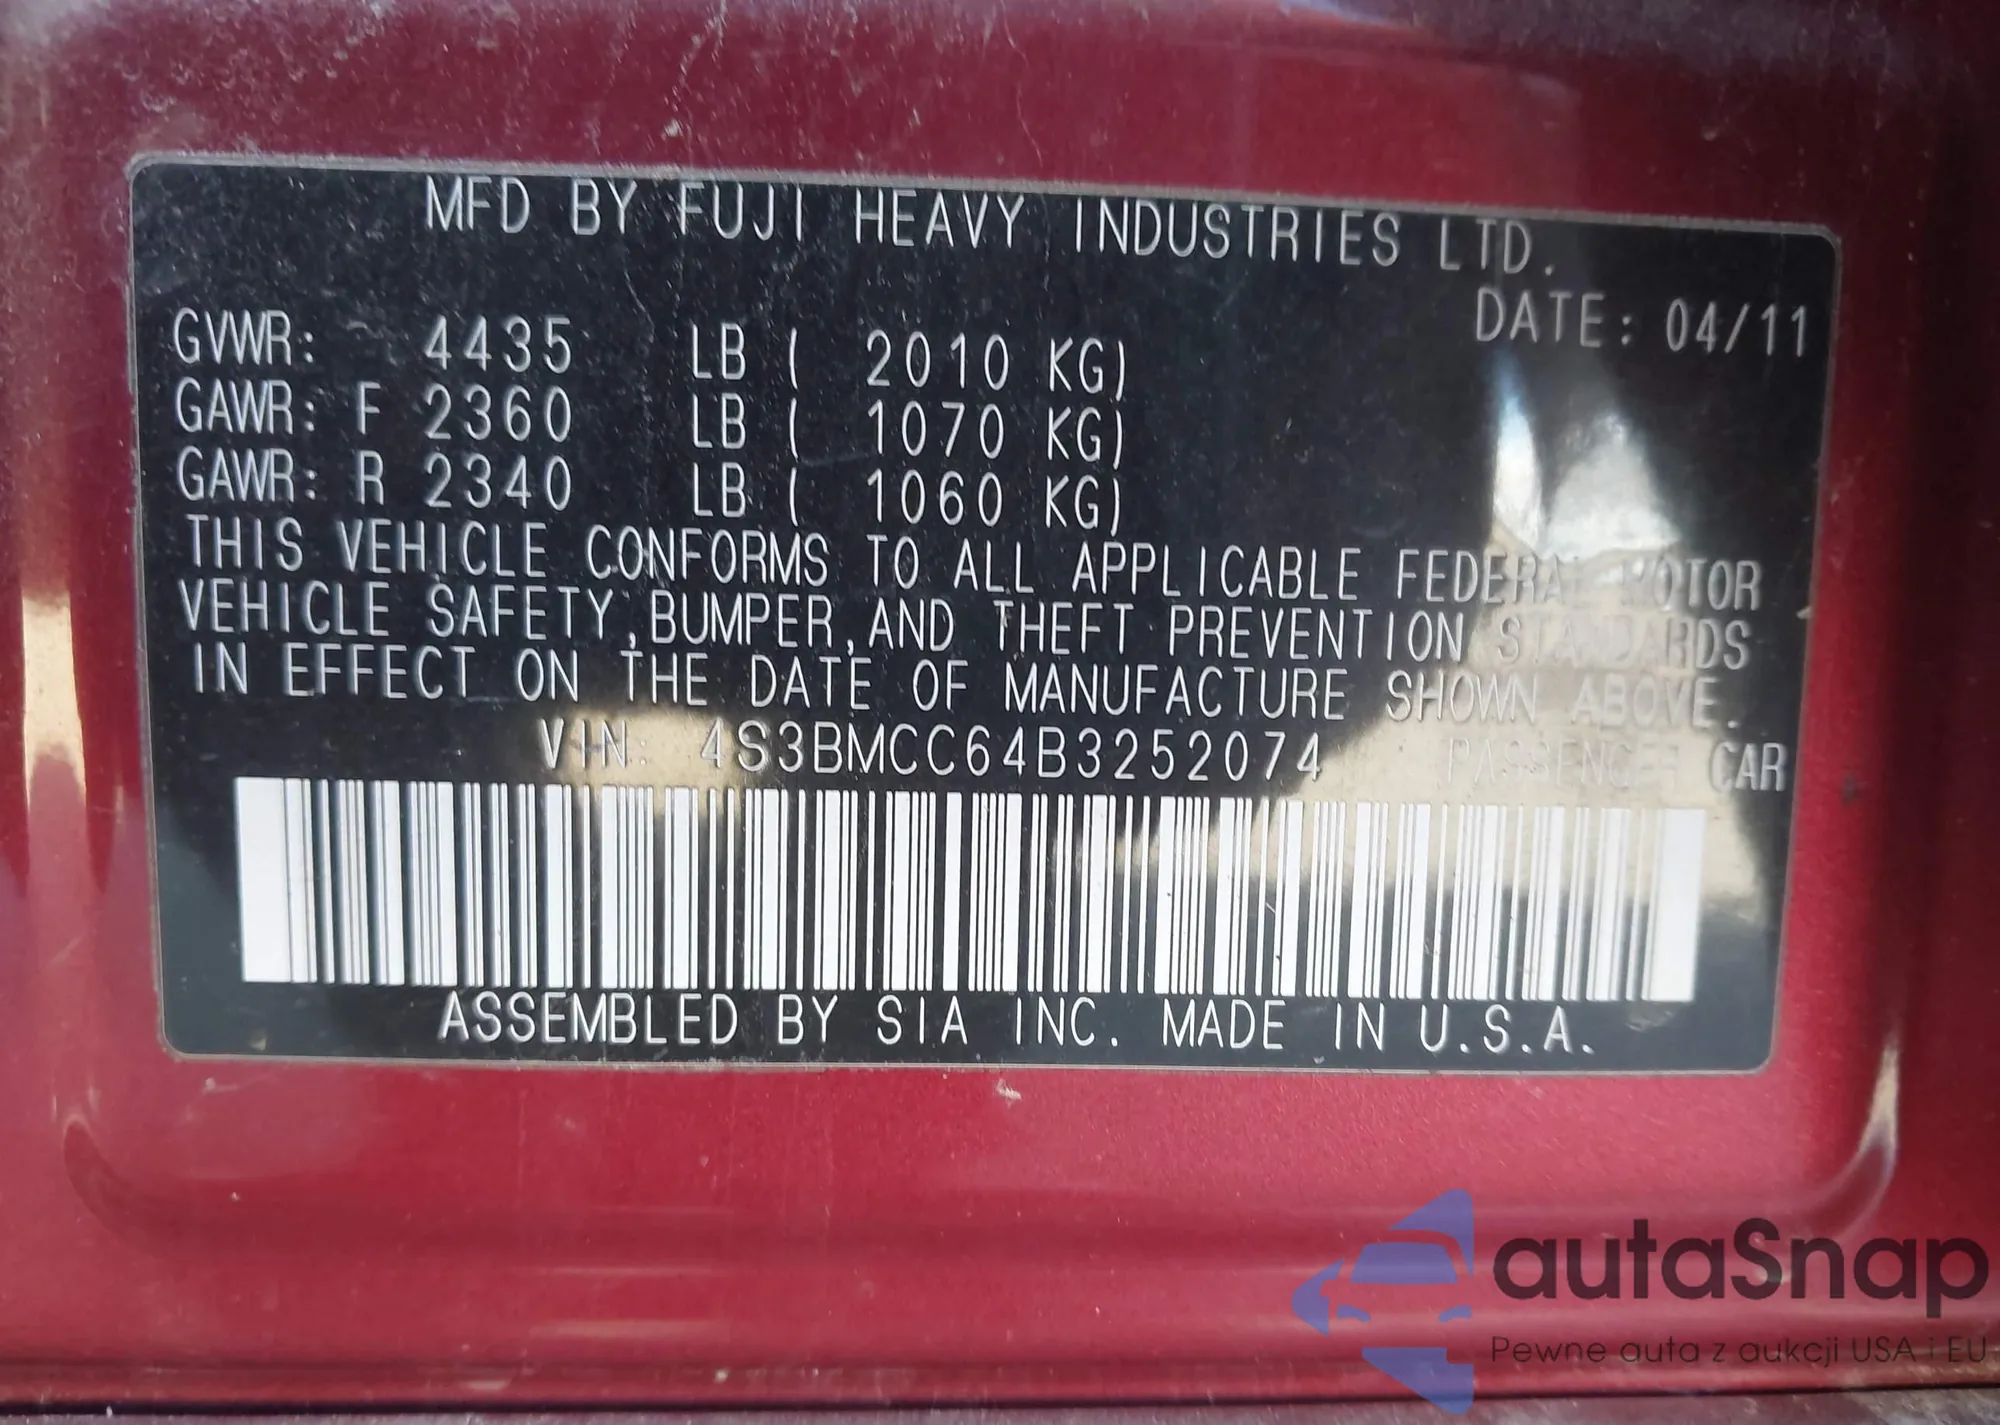 MFD BY FUJI HEAVY INDUSTRIES LTD.
DATE: 04/11
GVWR: 4435 LB ( 2010 KG)
GAWR: F 2360 LB ( 1070 KG)
GAWR: R 2340 LB ( 1060 KG)
THIS VEHICLE CONFORMS TO ALL APPLICABLE FEDERAL MOTOR
VEHICLE SAFETY, BUMPER, AND THEFT PREVENTION STANDARDS
IN EFFECT ON THE DATE OF MANUFACTURE SHOWN ABOVE.
VIN: 4S3BMCC64B3252074 PASSENGER CAR
ASSEMBLED BY SIA INC. MADE IN U.S.A.
autaSnap
Pewne auta z aukcji USA i EU